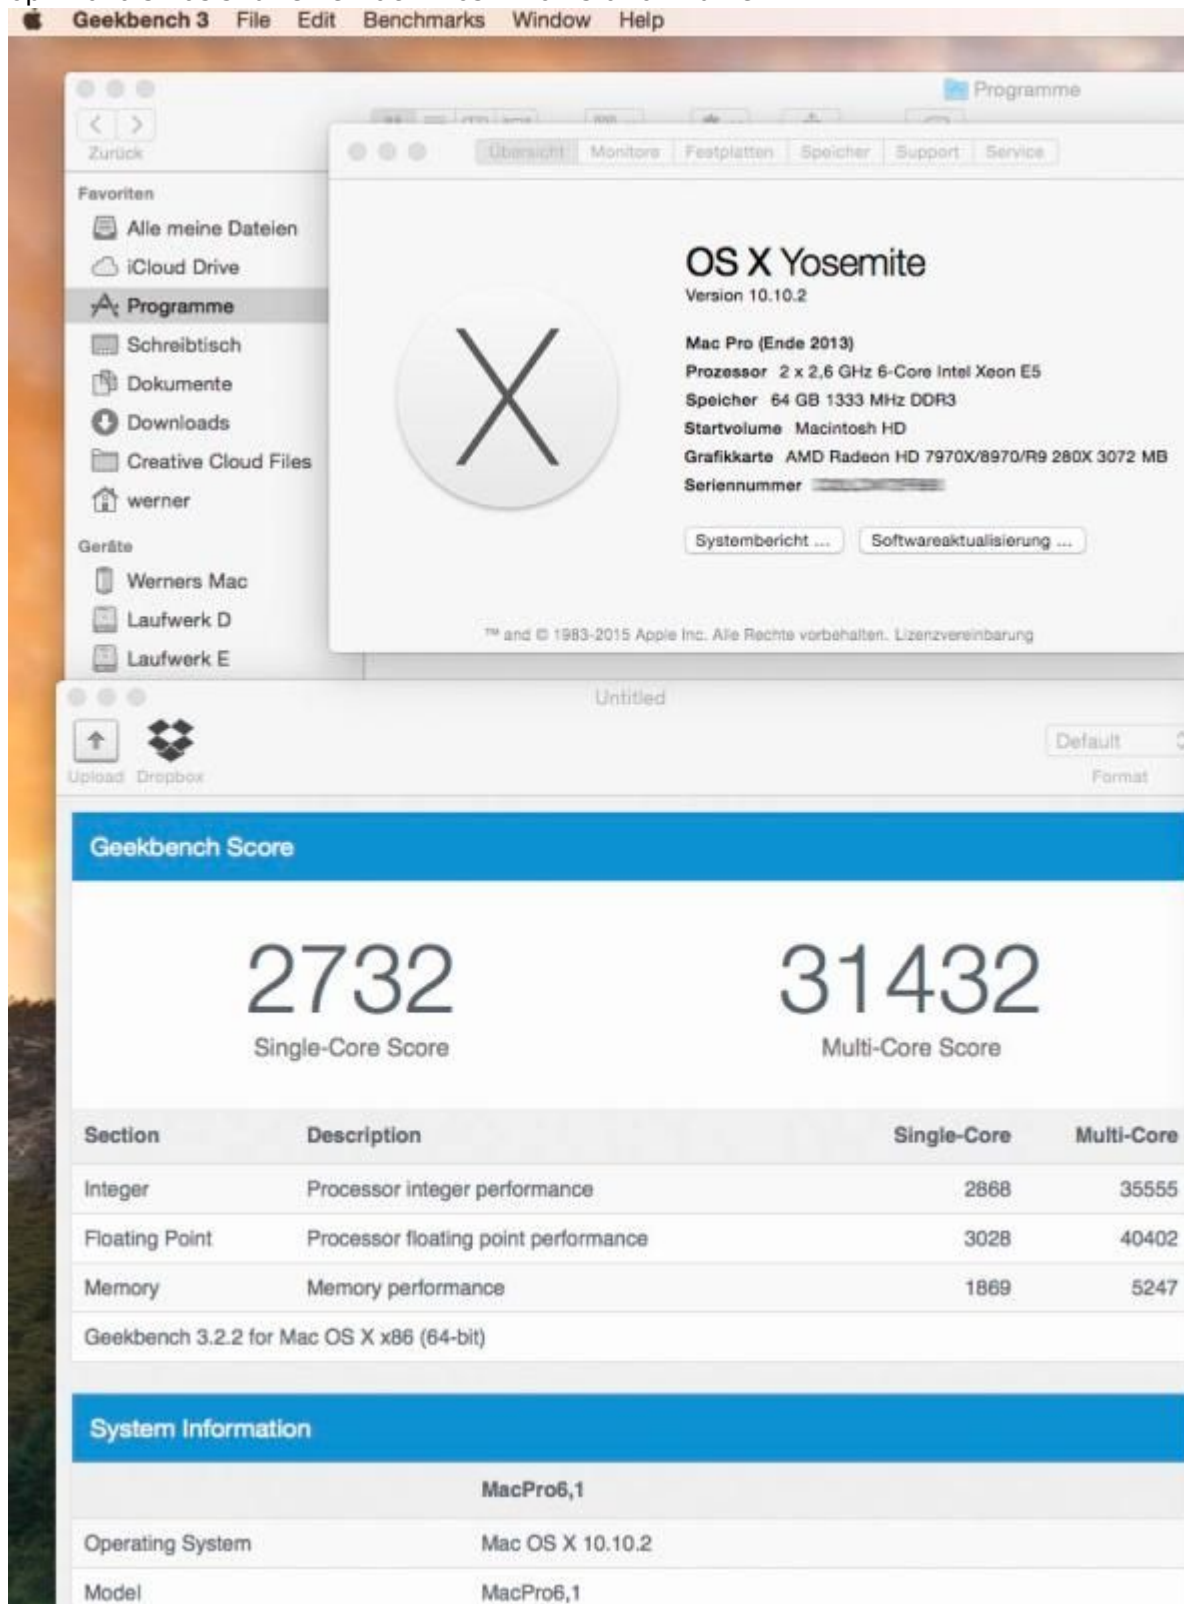 Geekbench 3 File Edit Benchmarks Window Help
Programme
Zurück
Übersicht Monitore Festplatten Speicher Support Service
Favoriten
Alle meine Dateien
iCloud Drive
Programme
Schreibtisch
Dokumente
Downloads
Creative Cloud Files
werner
Geräte
Werners Mac
Laufwerk D
Laufwerk E
OS X Yosemite
Version 10.10.2
Mac Pro (Ende 2013)
Prozessor 2 x 2,6 GHz 6-Core Intel Xeon E5
Speicher 64 GB 1333 MHz DDR3
Startvolume Macintosh HD
Grafikkarte AMD Radeon HD 7970X/8970/R9 280X 3072 MB
Seriennummer
Systembericht ... Softwareaktualisierung ...
™ and © 1983-2015 Apple Inc. Alle Rechte vorbehalten. Lizenzvereinbarung
Untitled
Upload Dropbox
Default
Format
Geekbench Score
2732 31432
Single-Core Score Multi-Core Score
Section Description Single-Core Multi-Core
Integer Processor integer performance 2868 35555
Floating Point Processor floating point performance 3028 40402
Memory Memory performance 1869 5247
Geekbench 3.2.2 for Mac OS X x86 (64-bit)
System Information
MacPro6,1
Operating System Mac OS X 10.10.2
Model MacPro6,1